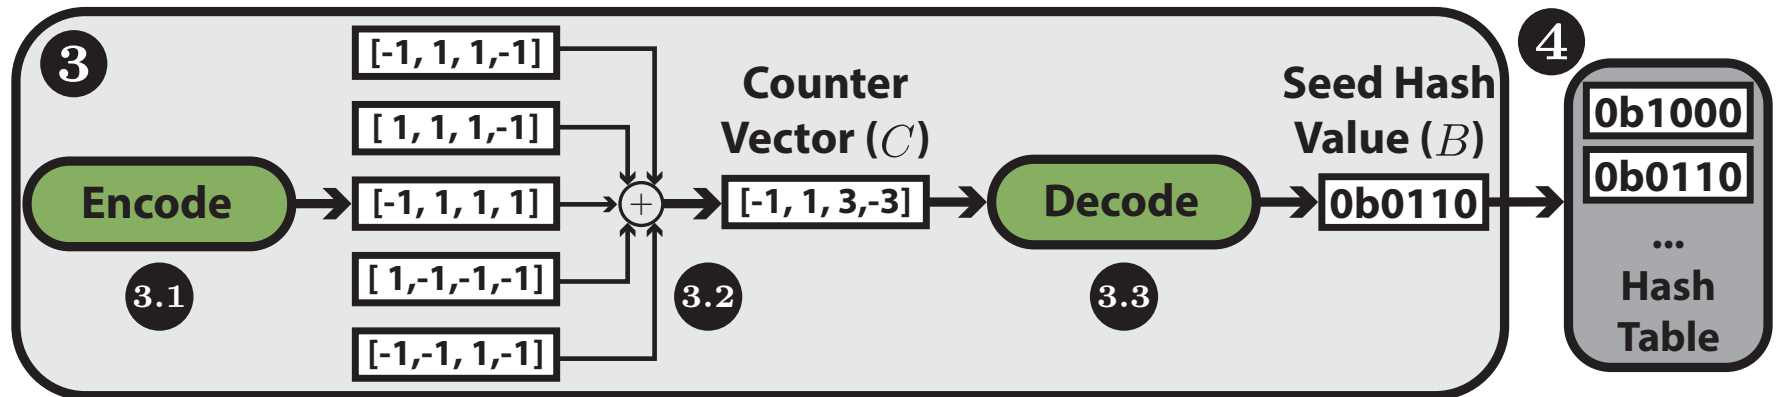 3
Encode
3.1
[-1, 1, 1,-1]
[ 1, 1, 1,-1]
[-1, 1, 1, 1]
[ 1,-1,-1,-1]
[-1,-1, 1,-1]
+
3.2
Counter
Vector (C)
[-1, 1, 3,-3]
Decode
3.3
Seed Hash
Value (B)
0b0110
4
0b1000
0b0110
...
Hash
Table